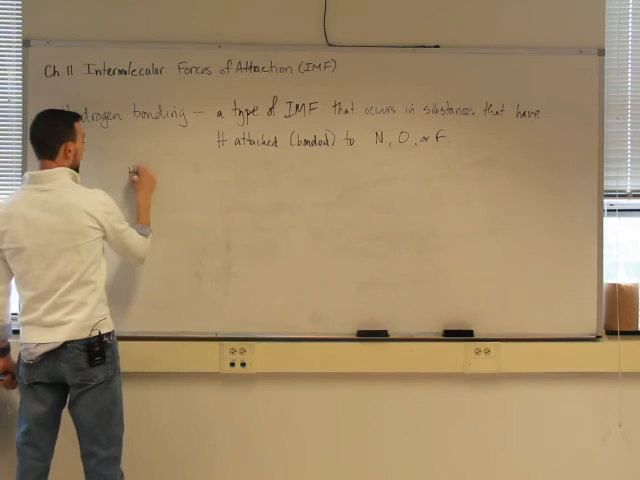 Ch 11 Intermolecular Forces of Attraction (IMF)
Hydrogen bonding — a type of IMF that occurs in substances that have
H attached (bonded) to N, O, or F.
H